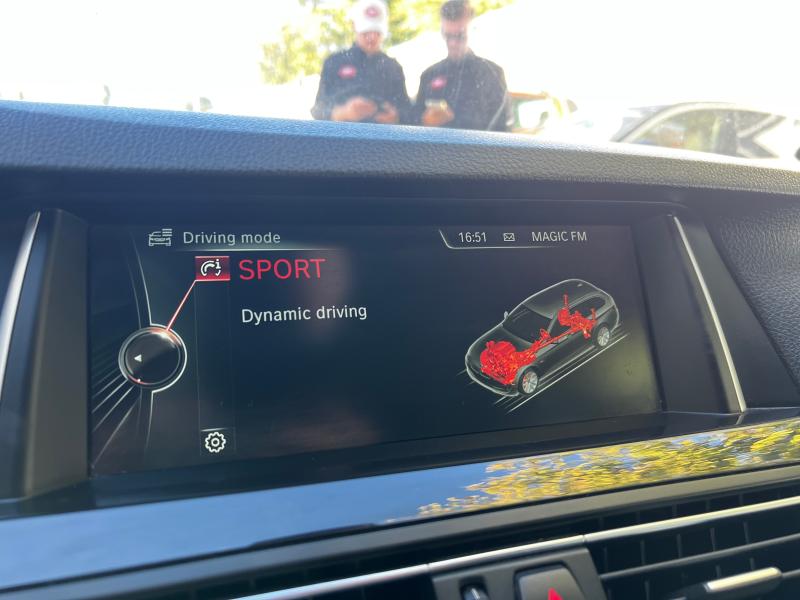 Driving mode
16:51 MAGIC FM
SPORT
Dynamic driving